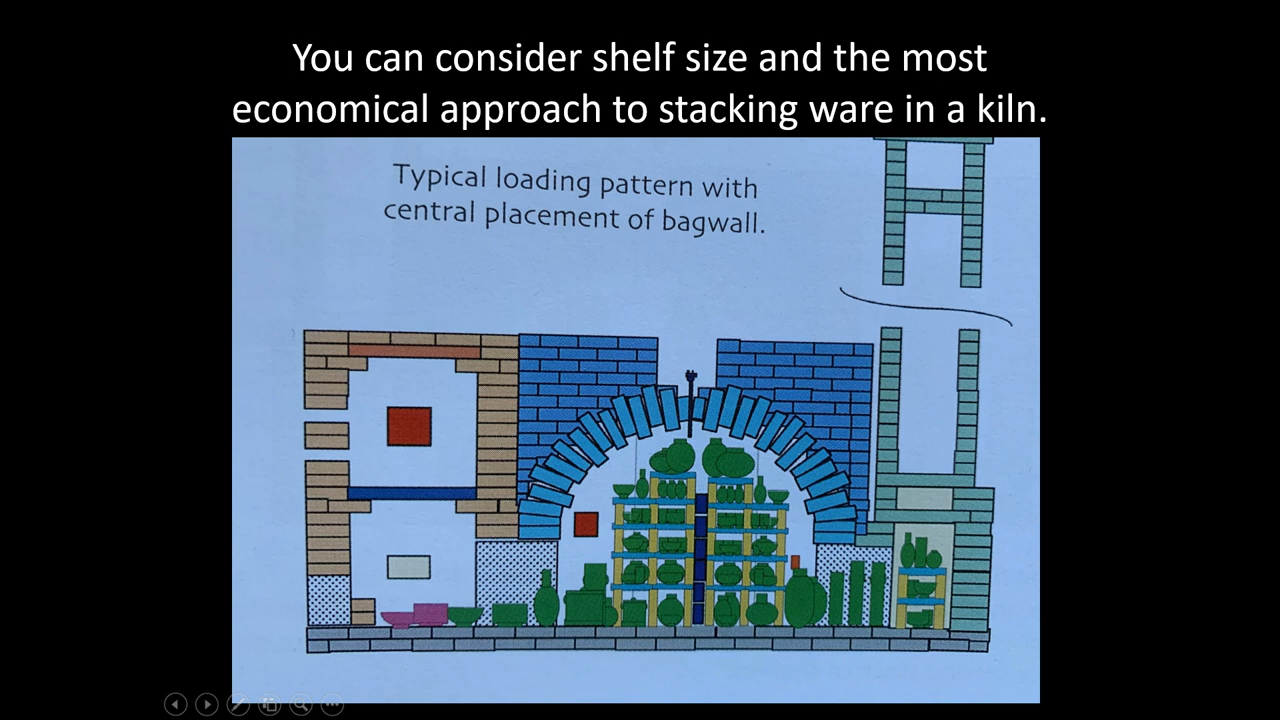 You can consider shelf size and the most
economical approach to stacking ware in a kiln.
Typical loading pattern with
central placement of bagwall.